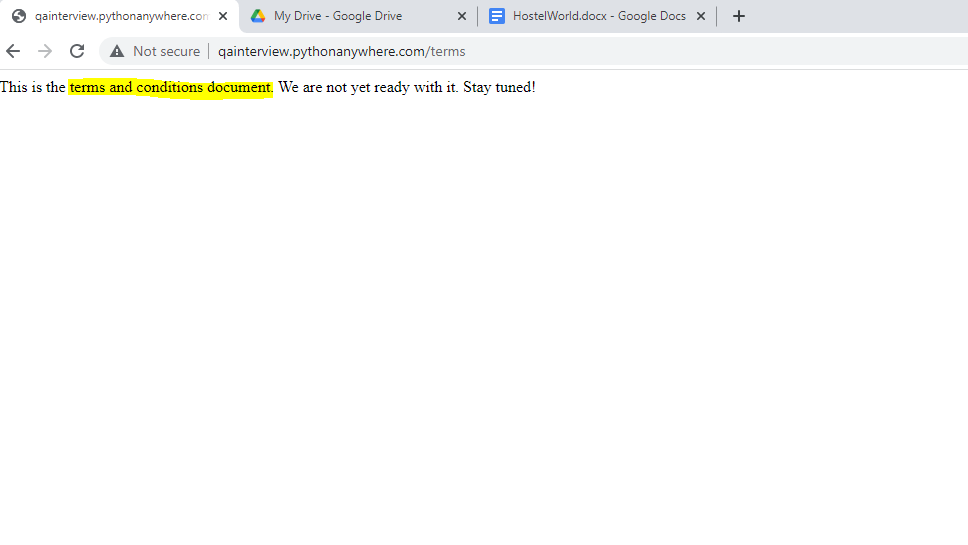 qainterview.pythonanywhere.com
My Drive - Google Drive
HostelWorld.docx - Google Docs
Not secure
qainterview.pythonanywhere.com/terms
This is the terms and conditions document. We are not yet ready with it. Stay tuned!